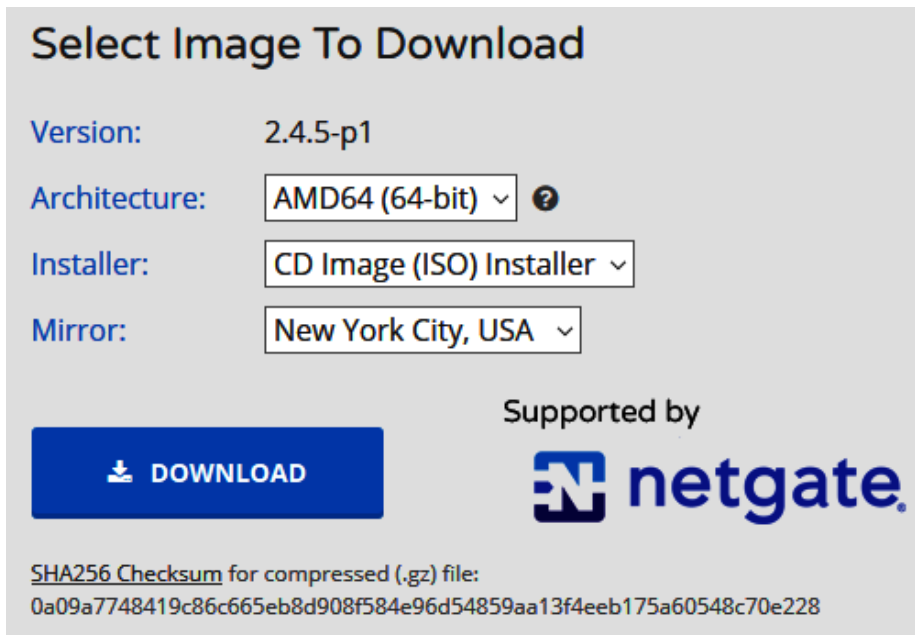 Select Image To Download
Version: 2.4.5-p1
Architecture: AMD64 (64-bit)
Installer: CD Image (ISO) Installer
Mirror: New York City, USA
Supported by
DOWNLOAD
netgate®
SHA256 Checksum for compressed (.gz) file:
0a09a7748419c86c665eb8d908f584e96d54859aa13f4eeb175a60548c70e228